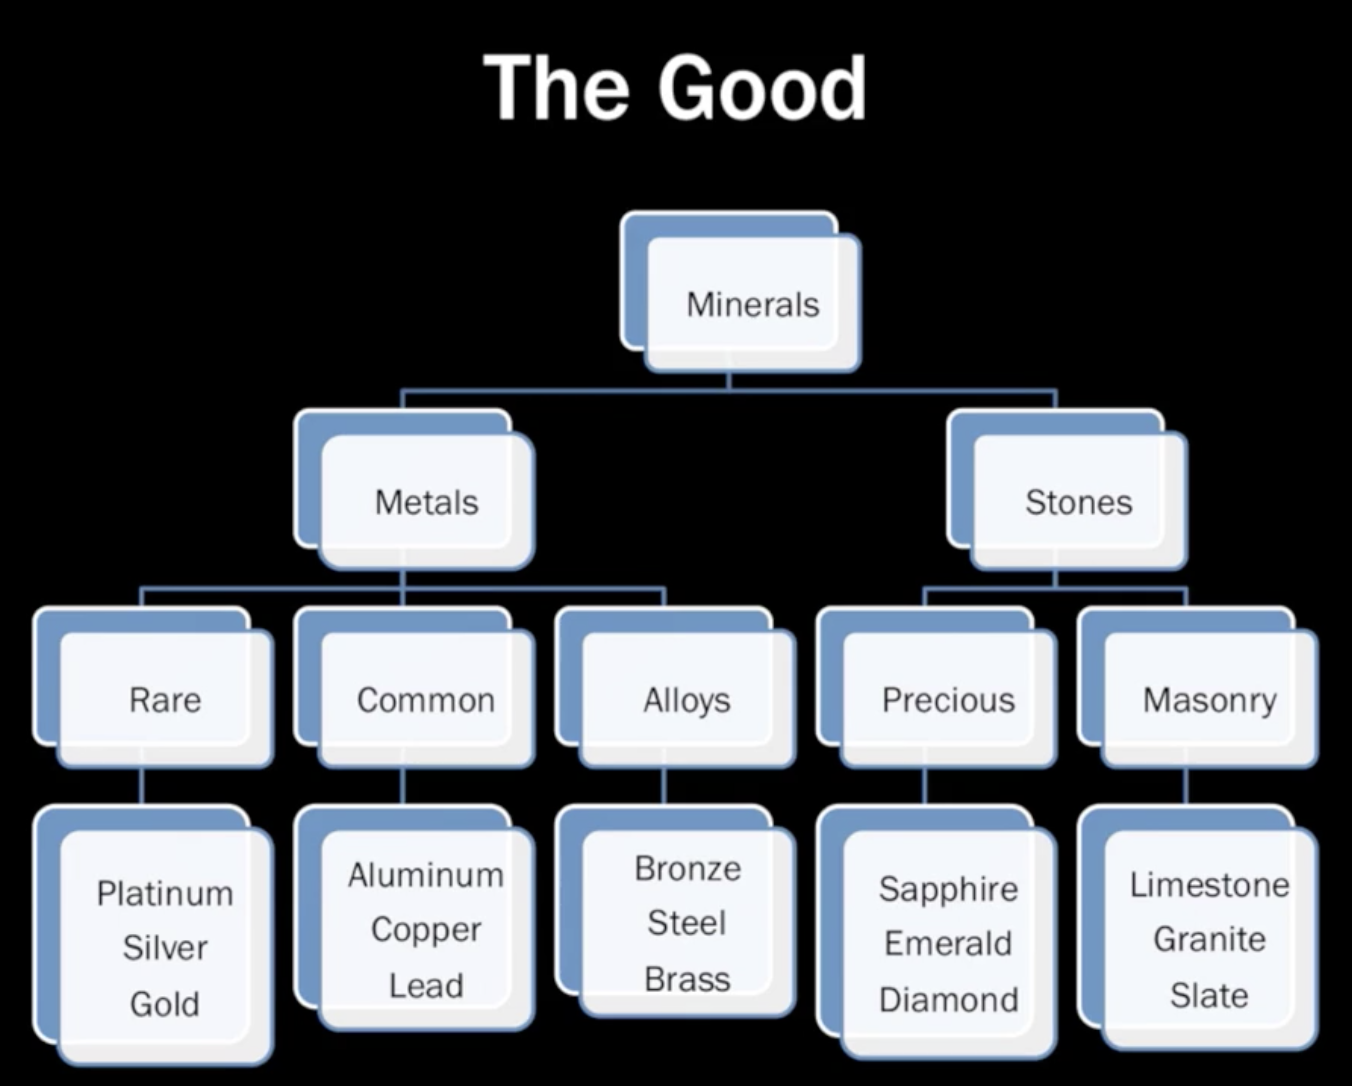 The Good
Minerals
Metals
Stones
Rare
Common
Alloys
Precious
Masonry
Platinum
Silver
Gold
Aluminum
Copper
Lead
Bronze
Steel
Brass
Sapphire
Emerald
Diamond
Limestone
Granite
Slate